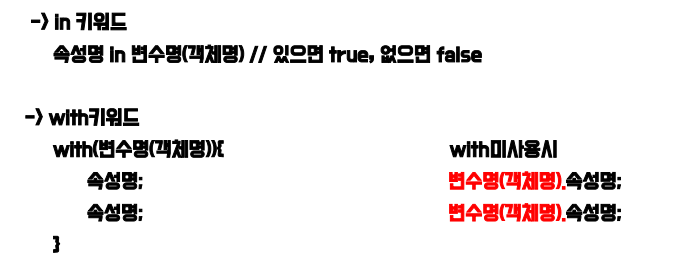 -> in 키워드
속성명 in 변수명(객체명) // 있으면 true, 없으면 false
-> with키워드
with(변수명(객체명)){
속성명;
속성명;
}
with미사용시
변수명(객체명).속성명;
변수명(객체명).속성명;